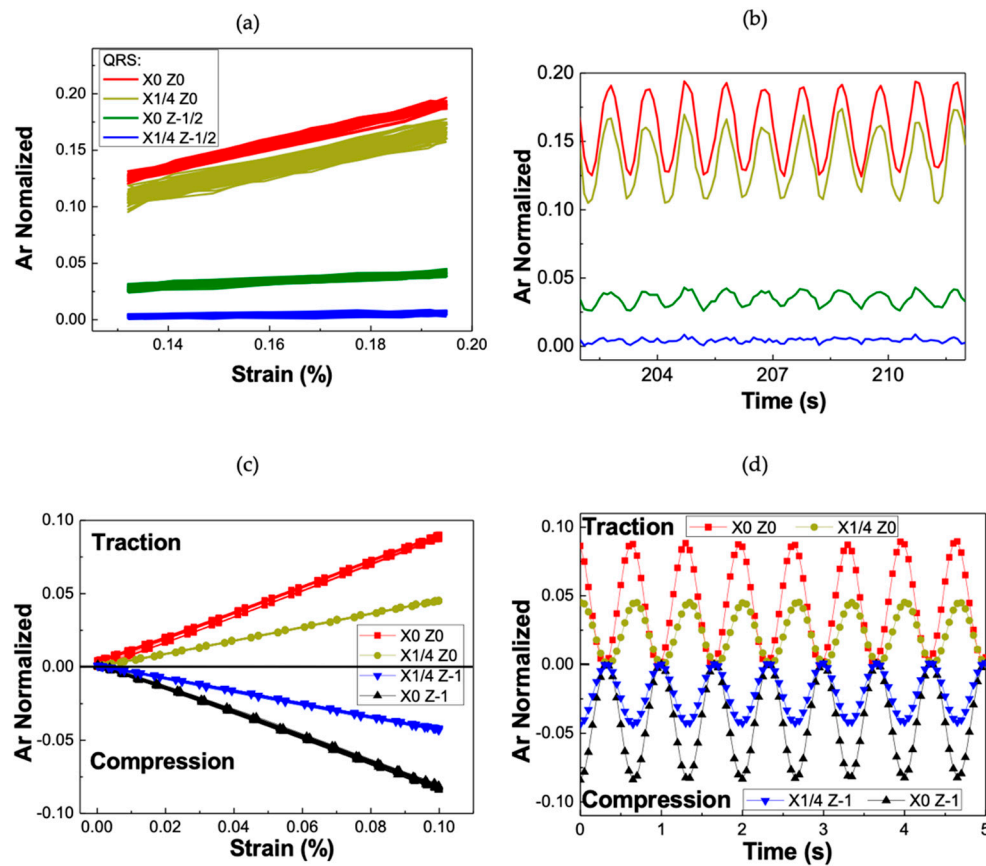 (a)
Ar Nomalized
0.20
0.15
0.10
0.05
0.00
QRS:
X0 Z0
X1/4 Z0
X0 Z-1/2
X1/4 Z-1/2
0.14 0.16 0.18 0.20
Strain (%)
(b)
Ar Normalized
0.20
0.15
0.10
0.05
0.00
204 207 210
Time (s)
(c)
Ar Normalized
0.10
0.05
0.00
-0.05
-0.10
Traction
X0 Z0
X1/4 Z0
X1/4 Z-1
X0 Z-1
Compression
0.00 0.02 0.04 0.06 0.08 0.10
Strain (%)
(d)
Ar Normalized
0.10
0.05
0.00
-0.05
-0.10
Traction X0 Z0 X1/4 Z0
Compression X1/4 Z-1 X0 Z-1
0 1 2 3 4 5
Time (s)